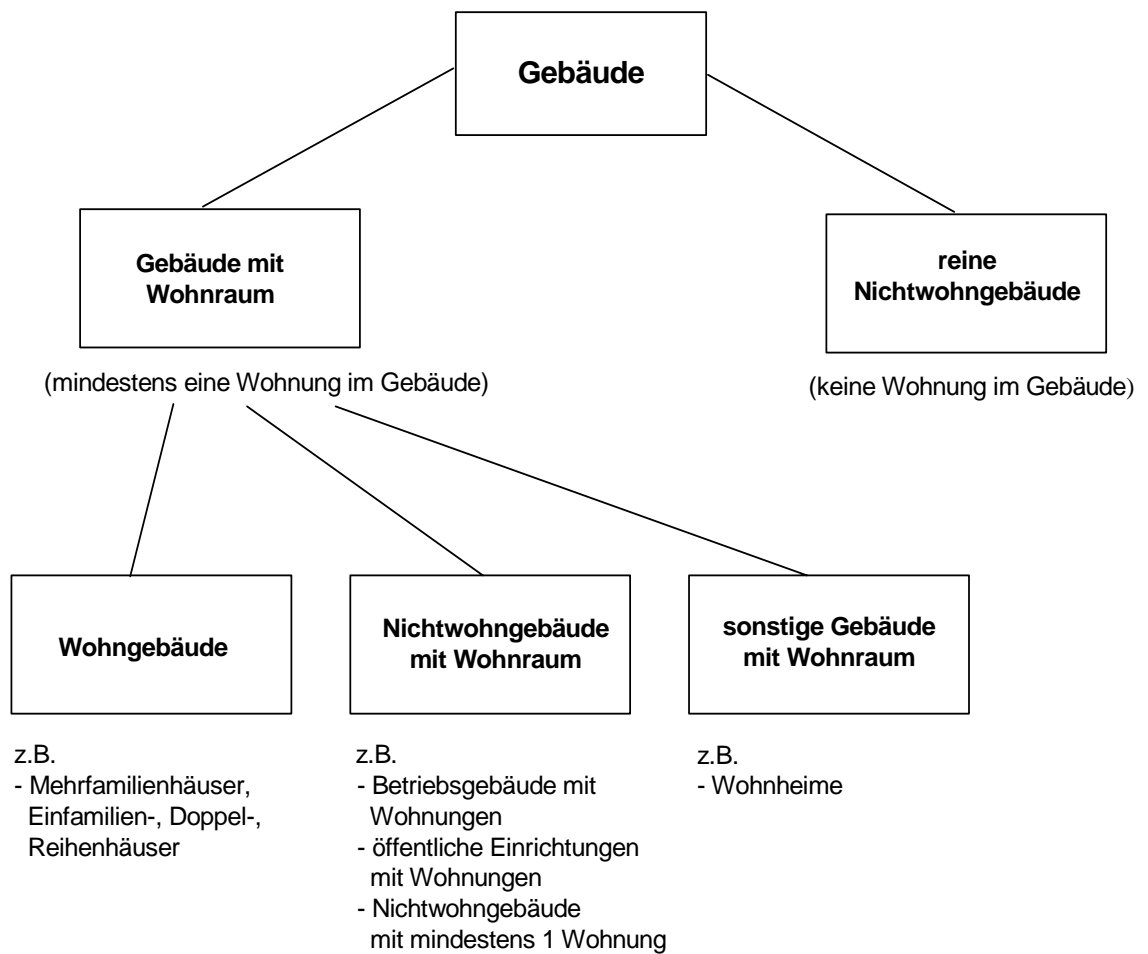 Gebäude
Gebäude mit
Wohnraum
reine
Nichtwohngebäude
(mindestens eine Wohnung im Gebäude)
(keine Wohnung im Gebäude)
Wohngebäude
Nichtwohngebäude
mit Wohnraum
sonstige Gebäude
mit Wohnraum
z.B.
- Mehrfamilienhäuser,
Einfamilien-, Doppel-,
Reihenhäuser
z.B.
- Betriebsgebäude mit
Wohnungen
- öffentliche Einrichtungen
mit Wohnungen
- Nichtwohngebäude
mit mindestens 1 Wohnung
z.B.
- Wohnheime